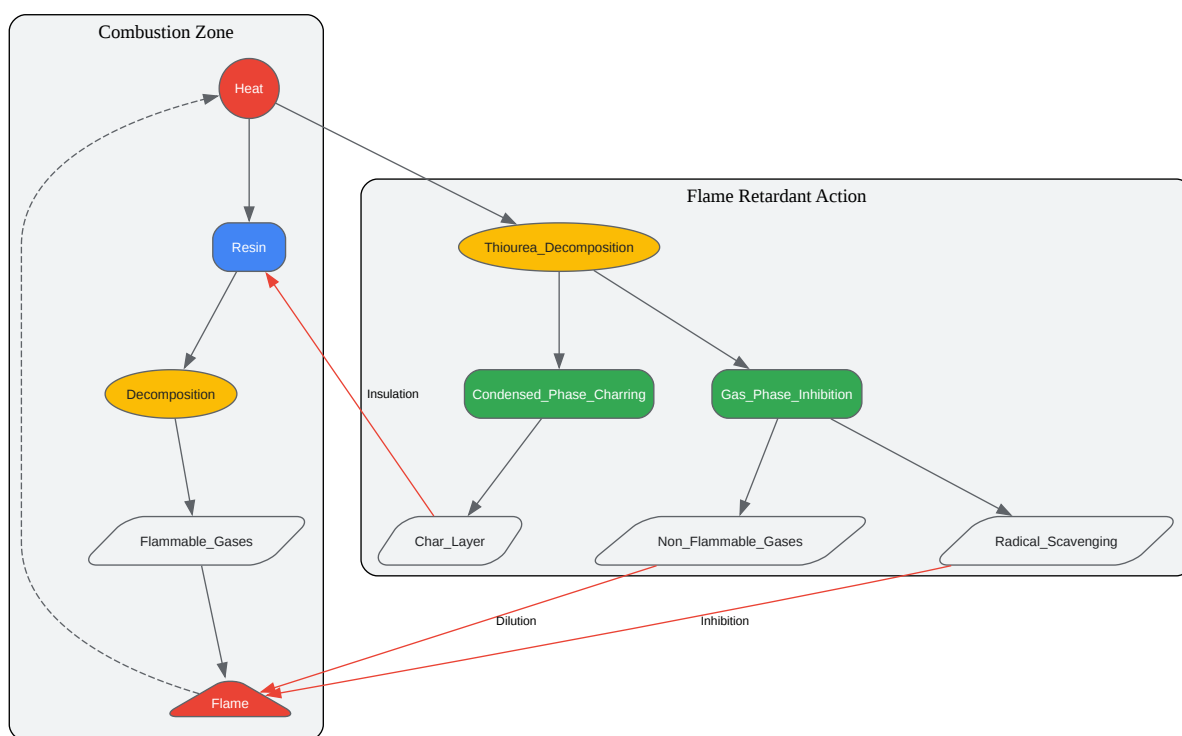 Combustion Zone
Heat
Flame Retardant Action
Resin
Thiourea_Decomposition
Decomposition
Insulation
Condensed_Phase_Charring
Gas_Phase_Inhibition
Flammable_Gases
Char_Layer
Non_Flammable_Gases
Radical_Scavenging
Dilution
Inhibition
Flame